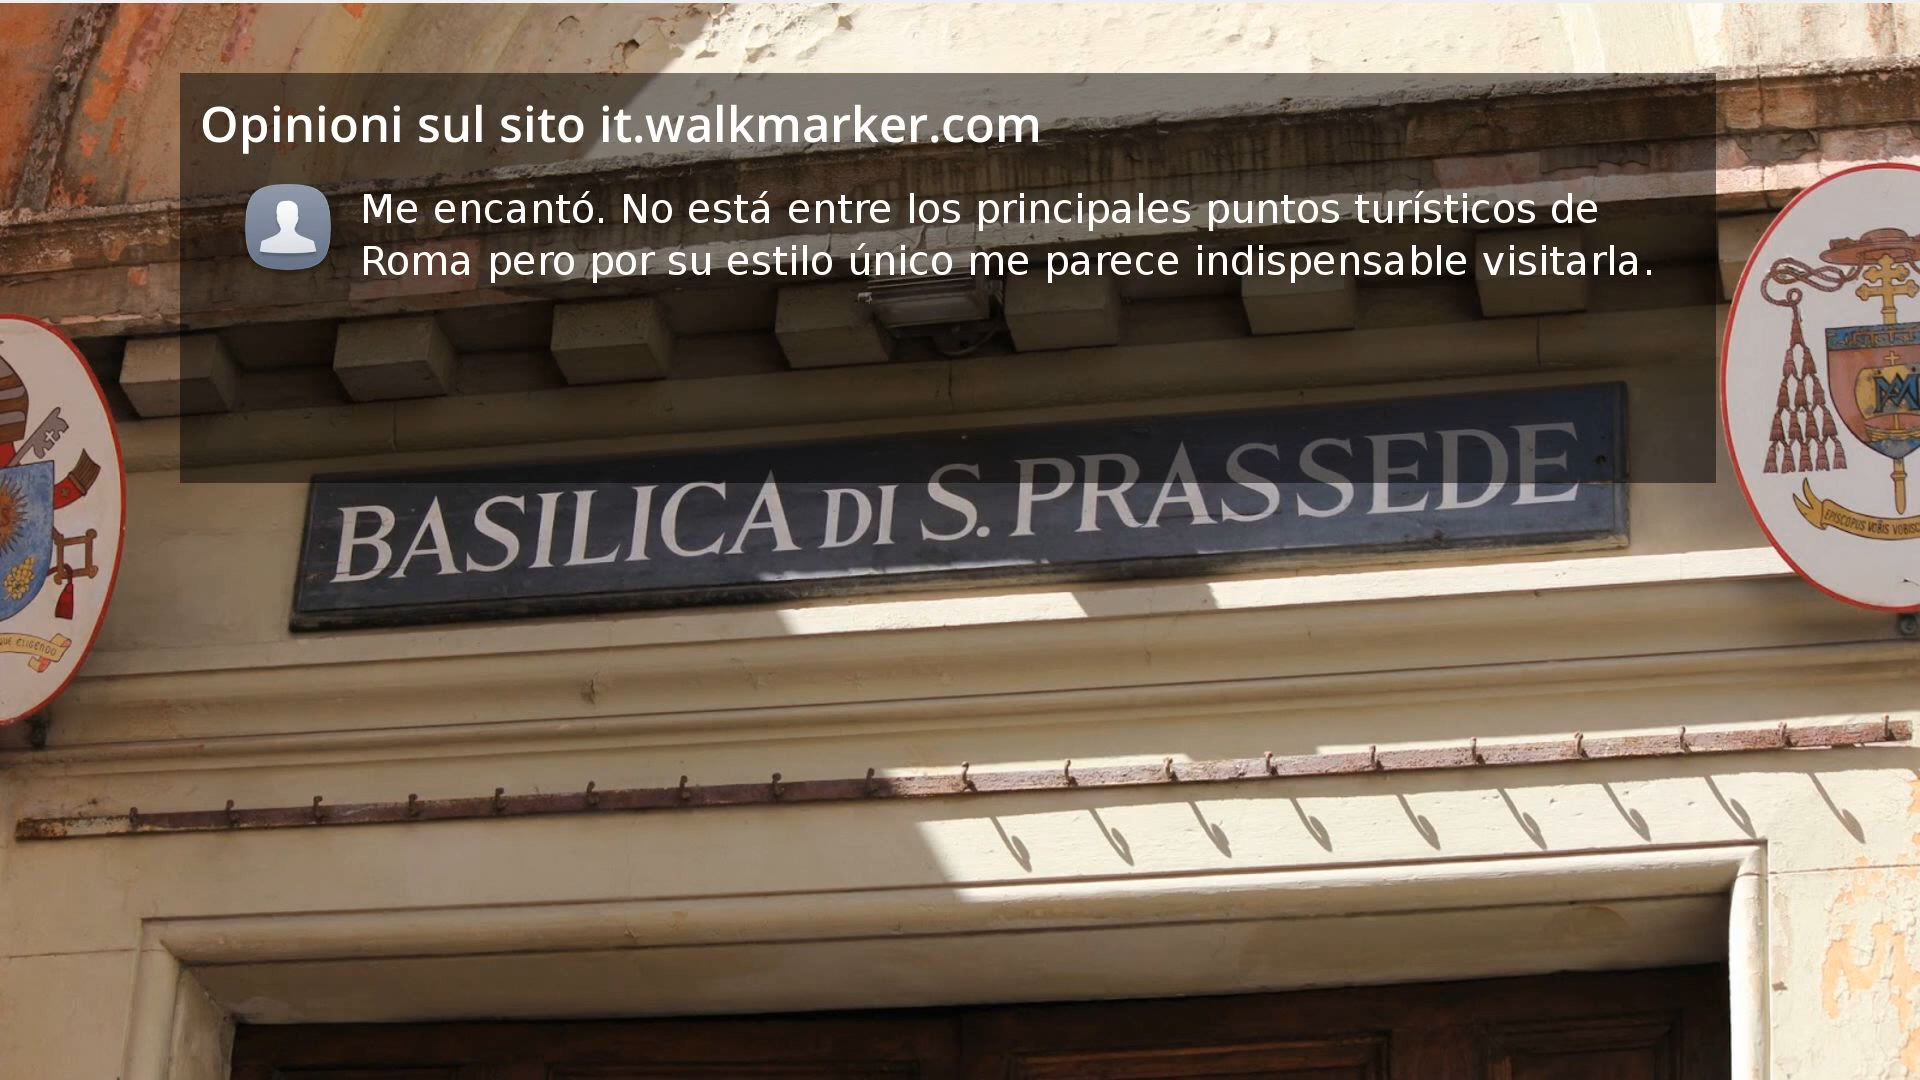 Opinioni sul sito it.walkmarker.com
Me encantó. No está entre los principales puntos turísticos de
Roma pero por su estilo único me parece indispensable visitarla.
BASILICA DI S. PRASSEDE
EPISCOPUS VOBIS
ELIGENDO